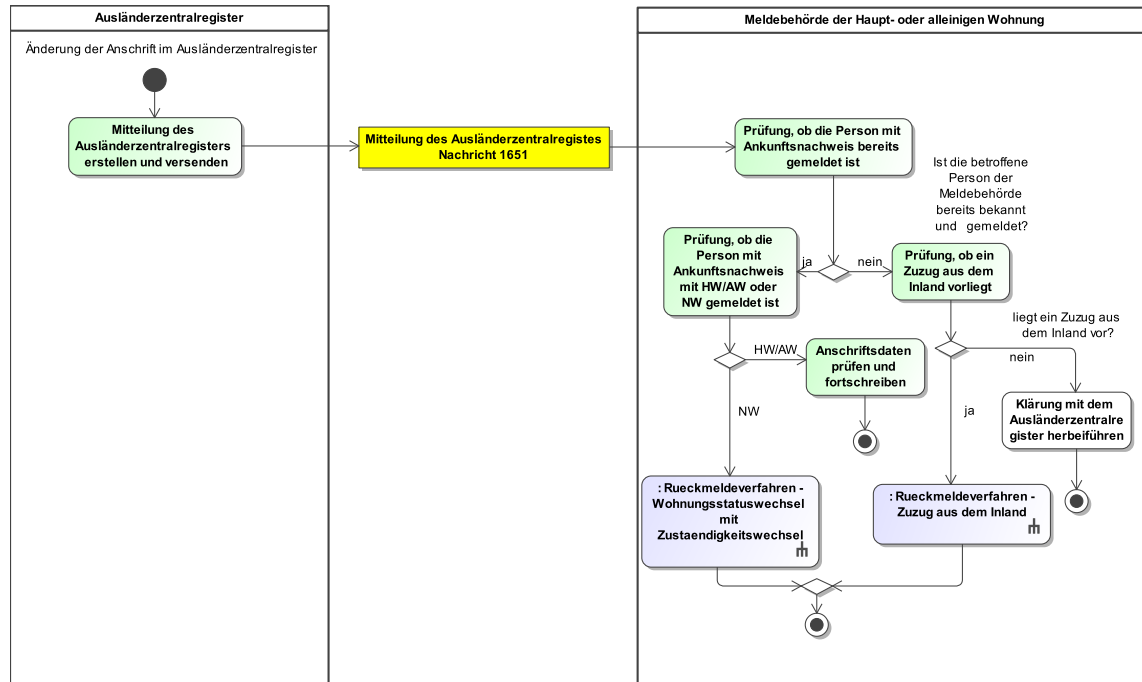 Ausländerzentralregister
Änderung der Anschrift im Ausländerzentralregister
Mitteilung des
Ausländerzentralregisters
erstellen und versenden
Mitteilung des Ausländerzentralregistes
Nachricht 1651
Meldebehörde der Haupt- oder alleinigen Wohnung
Prüfung, ob die Person mit
Ankunftsnachweis bereits
gemeldet ist
Ist die betroffene
Person der
Meldebehörde
bereits bekannt
und gemeldet?
Prüfung, ob die
Person mit
Ankunftsnachweis
mit HW/AW oder
NW gemeldet ist
ja
nein
Prüfung, ob ein
Zuzug aus dem
Inland vorliegt
liegt ein Zuzug aus
dem Inland vor?
HW/AW
Anschriftsdaten
prüfen und
fortschreiben
nein
NW
ja
Klärung mit dem
Ausländerzentralre
gister herbeiführen
: Rueckmeldeverfahren -
Wohnungsstatuswechsel
mit
Zustaendigkeitswechsel
: Rueckmeldeverfahren -
Zuzug aus dem Inland